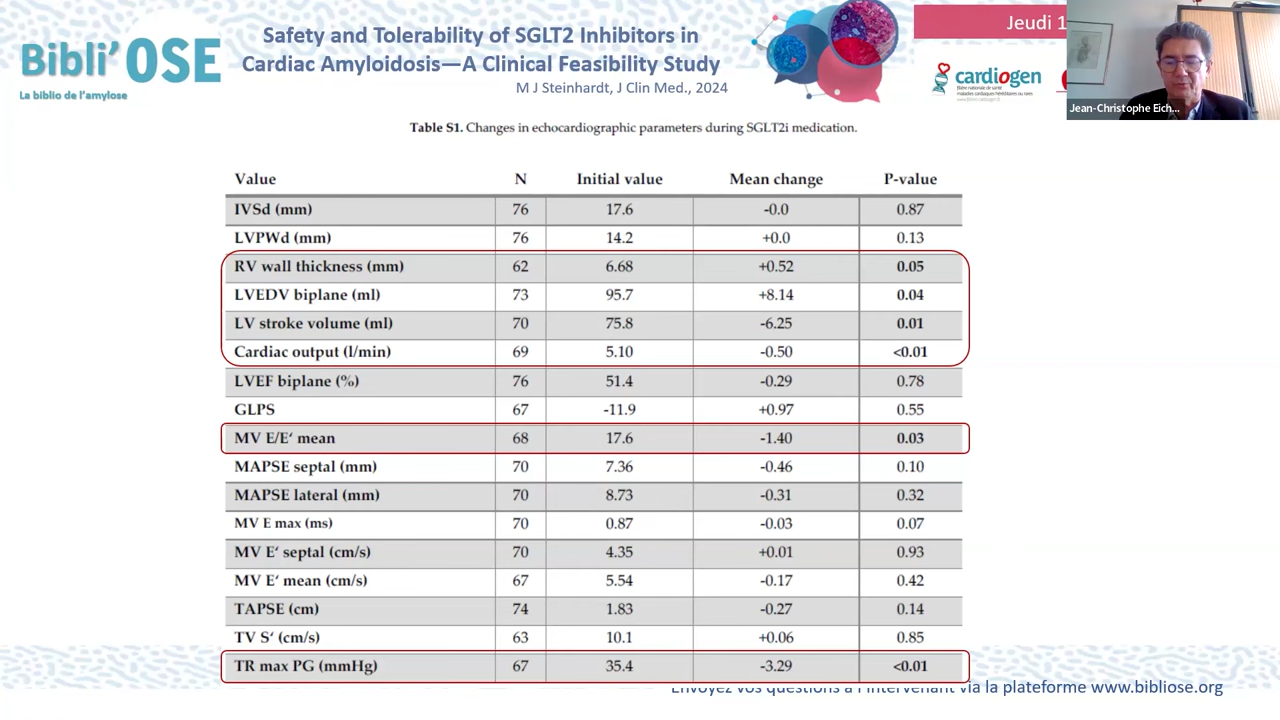 Bibli'OSE
La biblio de l'amylose
Safety and Tolerability of SGLT2 Inhibitors in
Cardiac Amyloidosis—A Clinical Feasibility Study
M J Steinhardt, J Clin Med., 2024
Jeudi 1
cardiogen
Jean-Christophe Eich...
Table S1. Changes in echocardiographic parameters during SGLT2i medication.
Value N Initial value Mean change P-value
IVSd (mm) 76 17.6 -0.0 0.87
LVPWd (mm) 76 14.2 +0.0 0.13
RV wall thickness (mm) 62 6.68 +0.52 0.05
LVEDV biplane (ml) 73 95.7 +8.14 0.04
LV stroke volume (ml) 70 75.8 -6.25 0.01
Cardiac output (l/min) 69 5.10 -0.50 <0.01
LVEF biplane (%) 76 51.4 -0.29 0.78
GLPS 67 -11.9 +0.97 0.55
MV E/E‘ mean 68 17.6 -1.40 0.03
MAPSE septal (mm) 70 7.36 -0.46 0.10
MAPSE lateral (mm) 70 8.73 -0.31 0.32
MV E max (ms) 70 0.87 -0.03 0.07
MV E‘ septal (cm/s) 70 4.35 +0.01 0.93
MV E‘ mean (cm/s) 67 5.54 -0.17 0.42
TAPSE (cm) 74 1.83 -0.27 0.14
TV S‘ (cm/s) 63 10.1 +0.06 0.85
TR max PG (mmHg) 67 35.4 -3.29 <0.01
Envoyez vos questions à l'intervenant via la plateforme www.bibliose.org